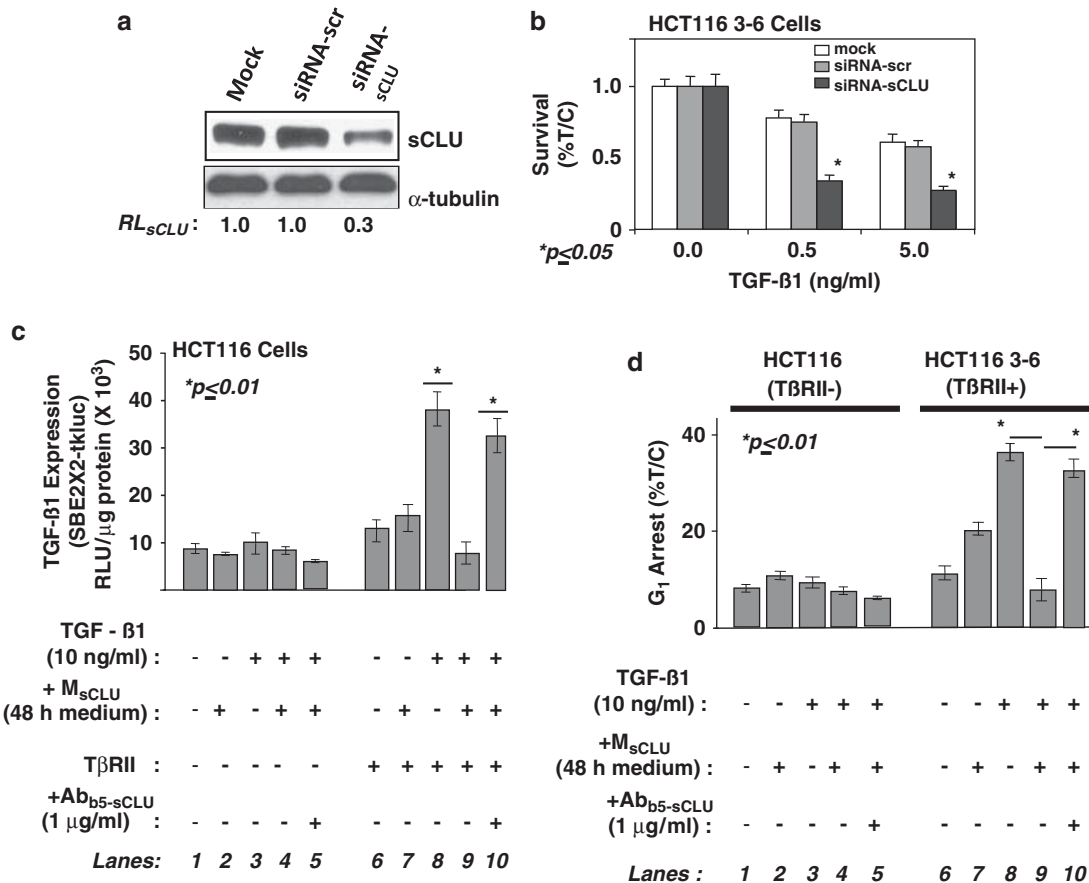 a
Mock
siRNA-scr
siRNA-
sCLU
sCLU
α-tubulin
RLsCLU : 1.0 1.0 0.3
b
HCT116 3-6 Cells
mock
siRNA-scr
siRNA-sCLU
Survival
(%T/C)
1.0
0.5
0
*
*
*p≤0.05
0.0 0.5 5.0
TGF-ß1 (ng/ml)
c
HCT116 Cells
*p≤0.01
TGF-ß1 Expression
(SBE2X2-tkluc)
RLU/µg protein (X 10³)
50
40
30
20
10
*
*
TGF - ß1
(10 ng/ml) : - - + + + - - + + +
+ MsCLU
(48 h medium) : - + - + + - + - + +
TβRII : - - - - - + + + + +
+Abb5-sCLU
(1 µg/ml) : - - - - + - - - - +
Lanes: 1 2 3 4 5 6 7 8 9 10
d
HCT116
(TßRII-)
HCT116 3-6
(TßRII+)
*p≤0.01
G1 Arrest (%T/C)
40
20
0
*
*
TGF-ß1
(10 ng/ml) : - - + + + - - + + +
+MsCLU
(48 h medium) : - + - + + - + - + +
+Abb5-sCLU
(1 µg/ml) : - - - - + - - - - +
Lanes : 1 2 3 4 5 6 7 8 9 10